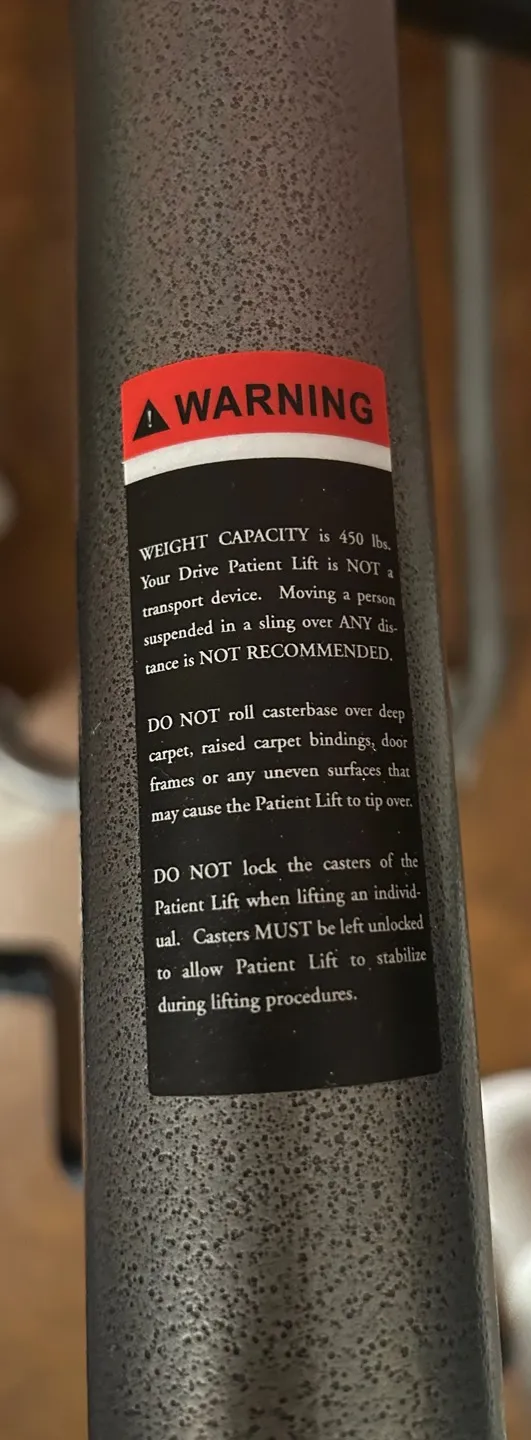 WARNING
WEIGHT CAPACITY is 450 lbs.
Your Drive Patient Lift is NOT a
transport device. Moving a person
suspended in a sling over ANY dis-
tance is NOT RECOMMENDED.
DO NOT roll casterbase over deep
carpet, raised carpet bindings, door
frames or any uneven surfaces that
may cause the Patient Lift to tip over.
DO NOT lock the casters of the
Patient Lift when lifting an individ-
ual. Casters MUST be left unlocked
to allow Patient Lift to stabilize
during lifting procedures.